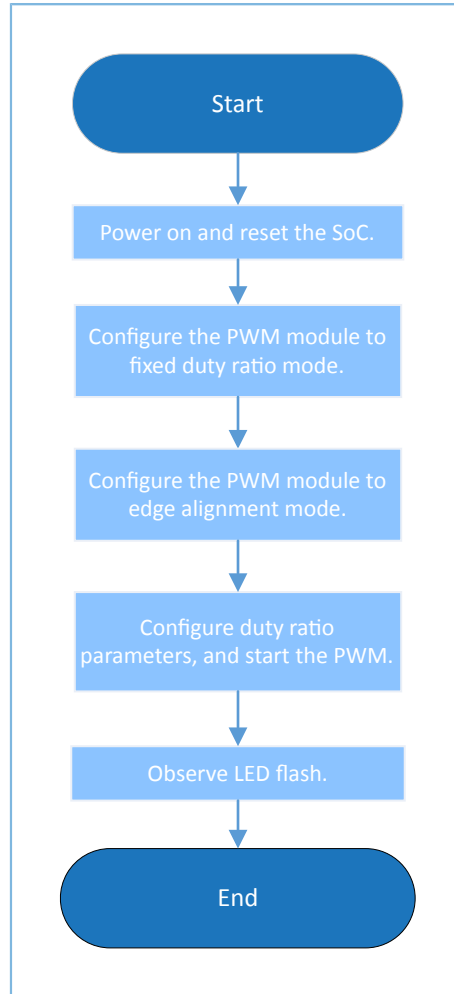 Start
Power on and reset the SoC.
Configure the PWM module to
fixed duty ratio mode.
Configure the PWM module to
edge alignment mode.
Configure duty ratio
parameters, and start the PWM.
Observe LED flash.
End